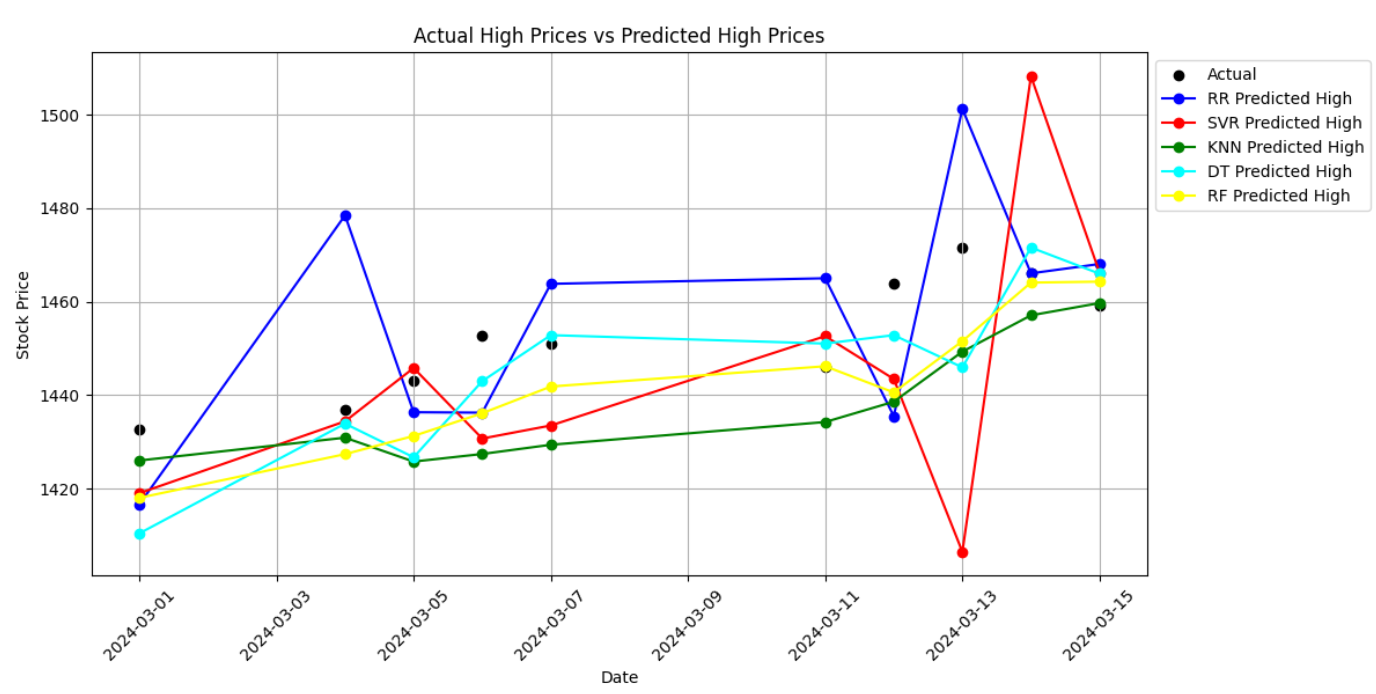 Actual High Prices vs Predicted High Prices
Actual
RR Predicted High
SVR Predicted High
KNN Predicted High
DT Predicted High
RF Predicted High
Stock Price
1500
1480
1460
1440
1420
2024-03-01
2024-03-03
2024-03-05
2024-03-07
2024-03-09
2024-03-11
2024-03-13
2024-03-15
Date